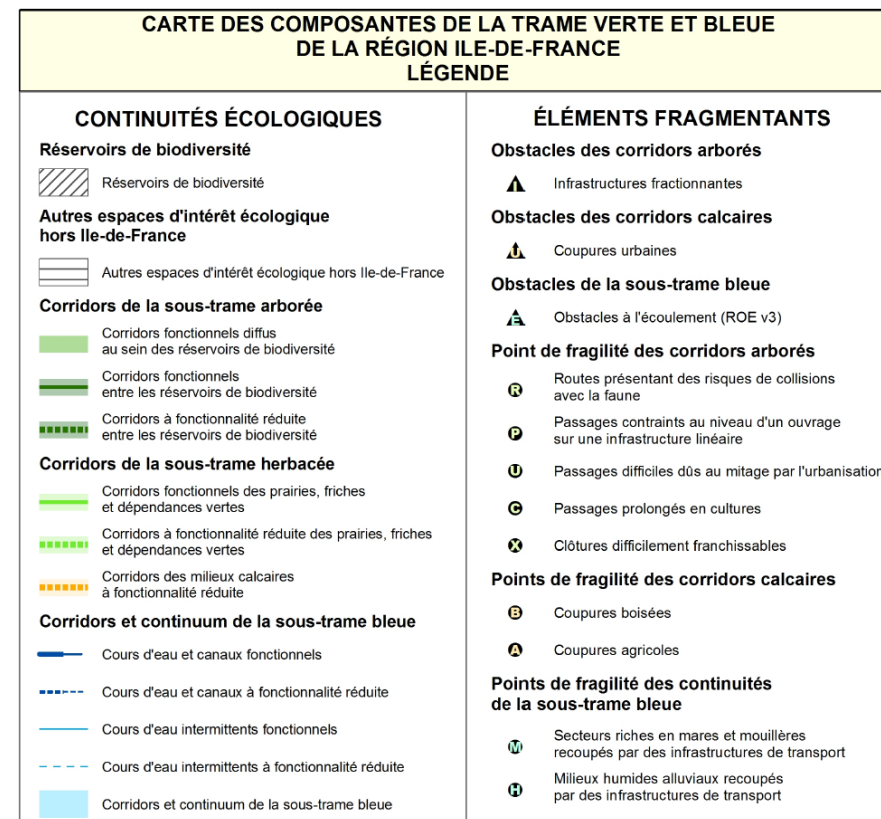 CARTE DES COMPOSANTES DE LA TRAME VERTE ET BLEUE
DE LA RÉGION ILE-DE-FRANCE
LÉGENDE
CONTINUITÉS ÉCOLOGIQUES
Réservoirs de biodiversité
Réservoirs de biodiversité
Autres espaces d'intérêt écologique
hors Ile-de-France
Autres espaces d'intérêt écologique hors Ile-de-France
Corridors de la sous-trame arborée
Corridors fonctionnels diffus
au sein des réservoirs de biodiversité
Corridors fonctionnels
entre les réservoirs de biodiversité
Corridors à fonctionnalité réduite
entre les réservoirs de biodiversité
Corridors de la sous-trame herbacée
Corridors fonctionnels des prairies, friches
et dépendances vertes
Corridors à fonctionnalité réduite des prairies, friches
et dépendances vertes
Corridors des milieux calcaires
à fonctionnalité réduite
Corridors et continuum de la sous-trame bleue
Cours d'eau et canaux fonctionnels
Cours d'eau et canaux à fonctionnalité réduite
Cours d'eau intermittents fonctionnels
Cours d'eau intermittents à fonctionnalité réduite
Corridors et continuum de la sous-trame bleue
ÉLÉMENTS FRAGMENTANTS
Obstacles des corridors arborés
I Infrastructures fractionnantes
Obstacles des corridors calcaires
U Coupures urbaines
Obstacles de la sous-trame bleue
E Obstacles à l'écoulement (ROE v3)
Point de fragilité des corridors arborés
R Routes présentant des risques de collisions
avec la faune
P Passages contraints au niveau d'un ouvrage
sur une infrastructure linéaire
U Passages difficiles dûs au mitage par l'urbanisation
C Passages prolongés en cultures
X Clôtures difficilement franchissables
Points de fragilité des corridors calcaires
B Coupures boisées
A Coupures agricoles
Points de fragilité des continuités
de la sous-trame bleue
M Secteurs riches en mares et mouillères
recoupés par des infrastructures de transport
H Milieux humides alluviaux recoupés
par des infrastructures de transport